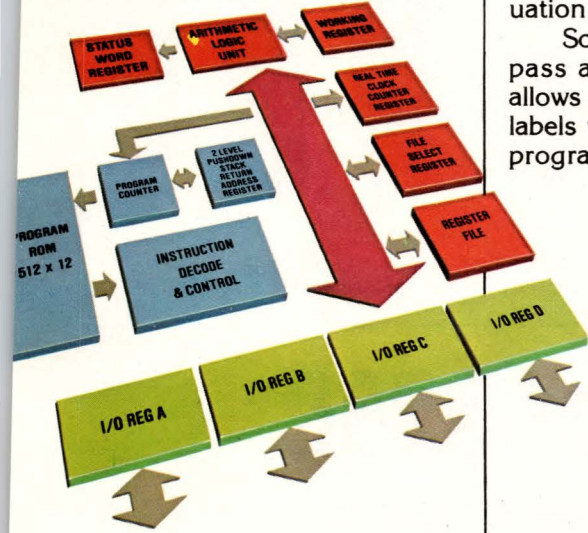 STATUS
WORD
REGISTER
ARITHMETIC
LOGIC
UNIT
WORKING
REGISTER
REAL TIME
CLOCK
COUNTER
REGISTER
PROGRAM
COUNTER
2 LEVEL
PUSHDOWN
STACK
RETURN
ADDRESS
REGISTER
FILE
SELECT
REGISTER
PROGRAM
ROM
512 x 12
INSTRUCTION
DECODE
& CONTROL
REGISTER
FILE
I/O REG A
I/O REG B
I/O REG C
I/O REG D
uation
So
pass a
allows
labels
progra